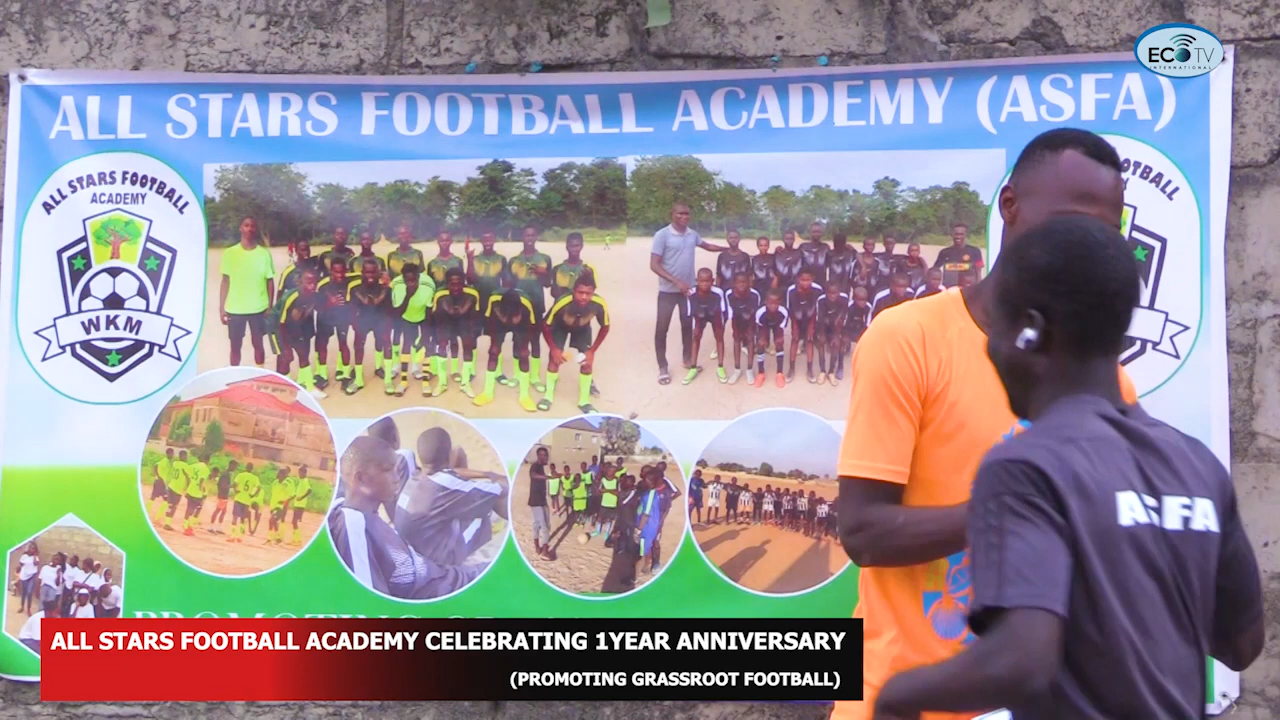 ECO TV
INTERNATIONAL
ALL STARS FOOTBALL ACADEMY (ASFA)
ALL STARS FOOTBALL
ACADEMY
WKM
FOOTBALL
ASFA
PROMOTING
ALL STARS FOOTBALL ACADEMY CELEBRATING 1YEAR ANNIVERSARY
(PROMOTING GRASSROOT FOOTBALL)